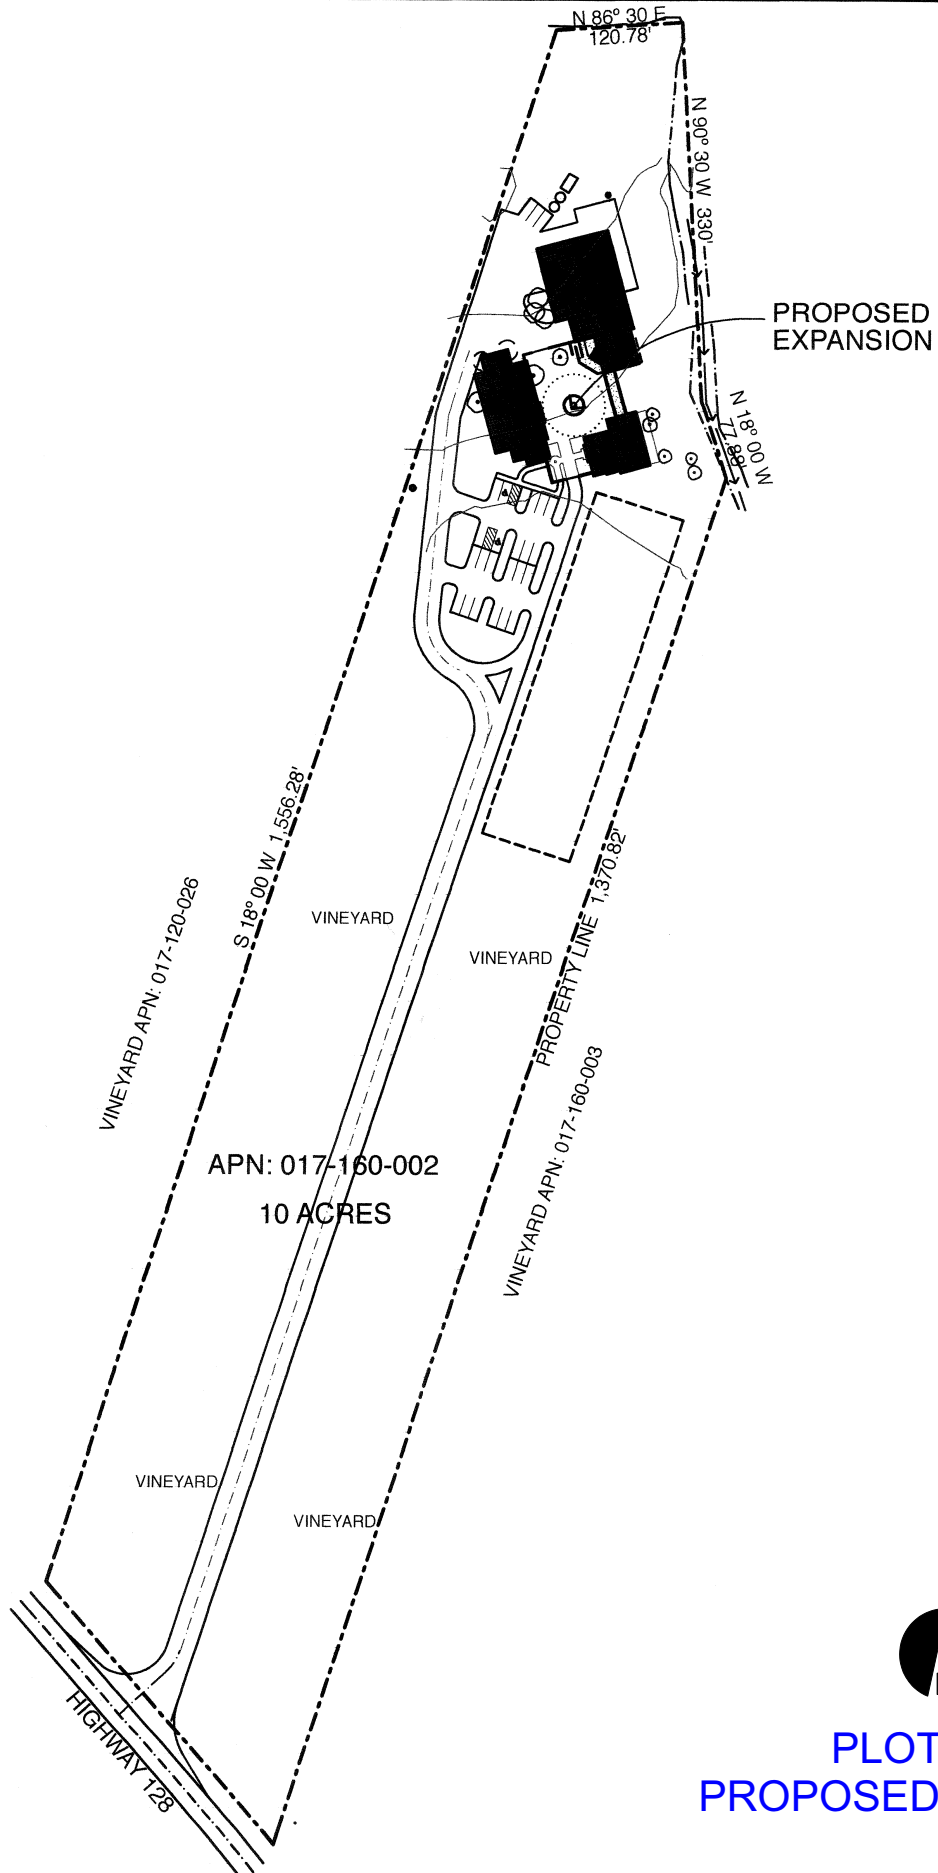 N 86° 30 E
120.78'
N 90° 30 W 330'
PROPOSED
EXPANSION
N 18° 00 W
77.88'
S 18° 00 W 1,556.28'
VINEYARD APN: 017-120-026
VINEYARD
VINEYARD
PROPERTY LINE 1,370.82'
VINEYARD APN: 017-160-003
APN: 017-160-002
10 ACRES
VINEYARD
VINEYARD
HIGHWAY 128
PLOT
PROPOSED